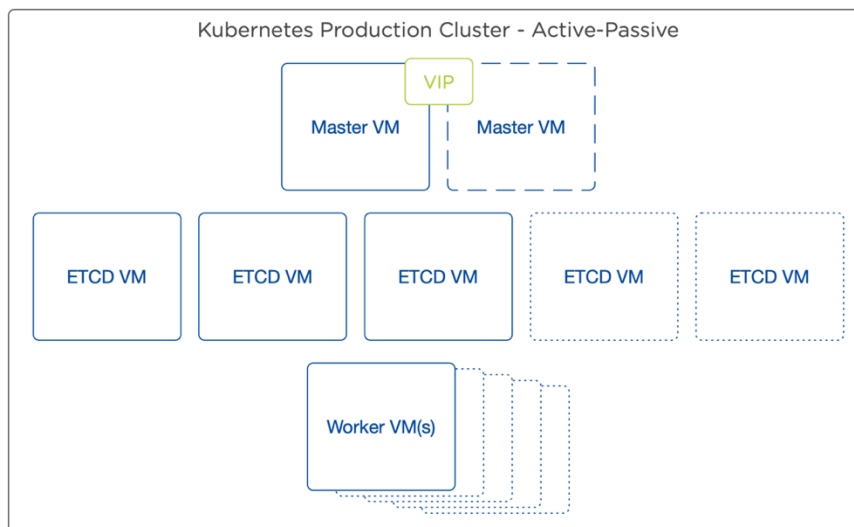 Kubernetes Production Cluster - Active-Passive
VIP
Master VM
Master VM
ETCD VM
ETCD VM
ETCD VM
ETCD VM
ETCD VM
Worker VM(s)